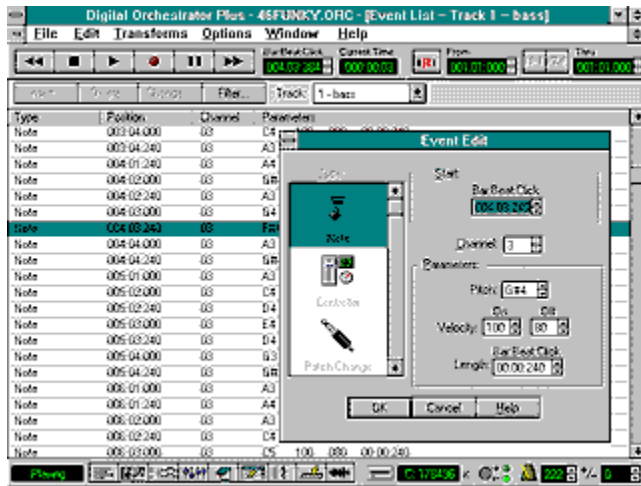 Digital Orchestrator Plus - 46FUNKY.ORC - [Event List – Track 1 – bass]
File Edit Transforms Options Window Help
Bar:Beat:Click Current Time From Thru
000:00:03 001:01:000 001:01:000
Change Filter... Track: 1 - bass
Type Position Channel Parameters
Note 003:04:000 03 C4 100 080 00:00:240
Note 003:04:240 03 A3
Note 004:01:240 03 A4
Note 004:02:000 03 G#
Note 004:02:240 03 A3
Note 004:03:000 03
Note 004:03:240 03
Note 004:04:000 03 A3
Note 004:04:240 03
Note 005:01:000 03 A3
Note 005:02:000 03 C4
Note 005:02:240 03 D4
Note 005:03:000 03 E4
Note 005:03:240 03 D4
Note 005:04:000 03
Note 005:04:240 03
Note 006:01:000 03 A3
Note 006:01:240 03 A4
Note 006:02:000 03 A3
Note 006:02:240 03 C4
Note 006:03:000 03 C5 100 080 00:00:240
Event Edit
Note
Controller
Patch Change
Start
Bar:Beat:Click
Channel: 3
Parameters:
Pitch: G#4
On Off
Velocity: 100 80
Bar:Beat:Click
Length: 00:00:240
OK Cancel Help
Playing C:178436 K 222 +/- 0